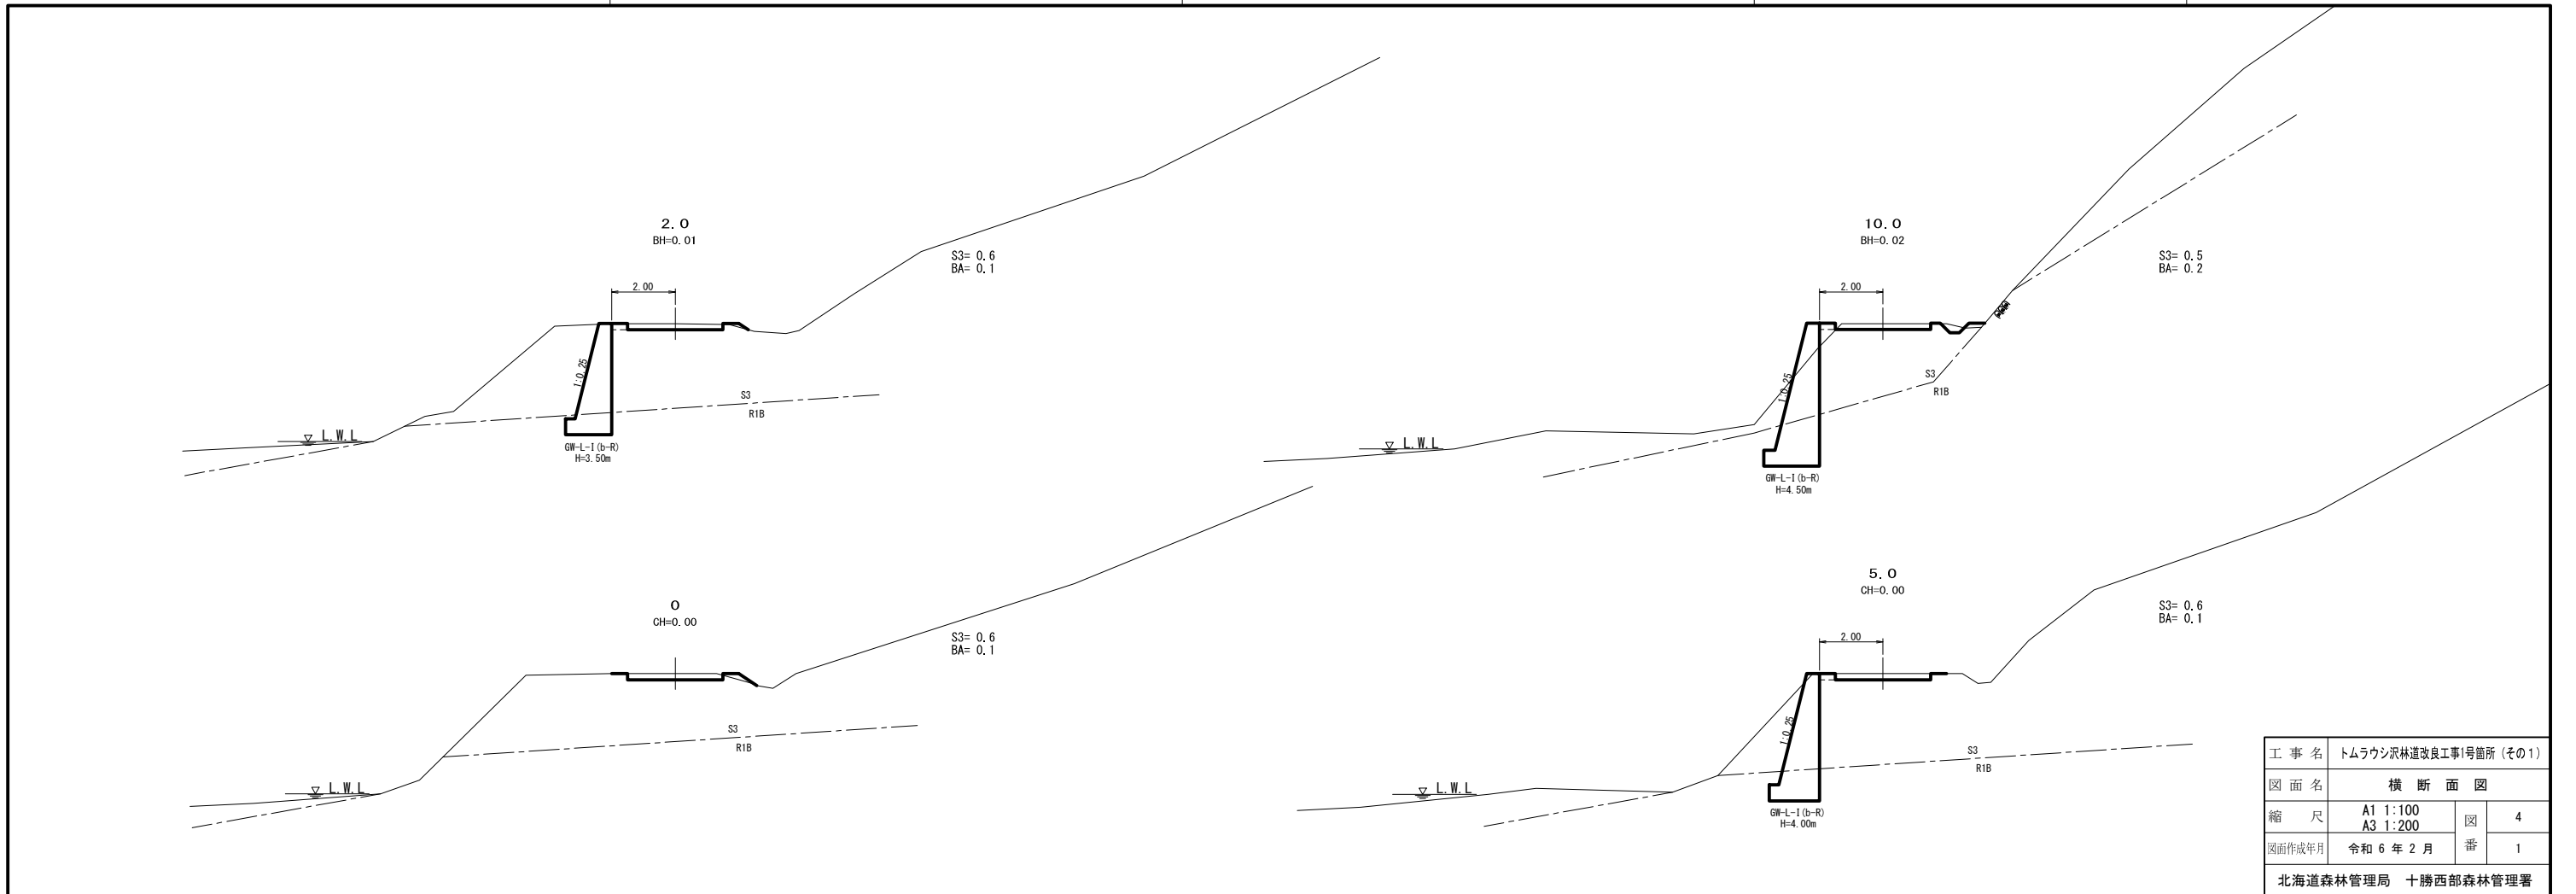 2.0
BH=0.01
S3= 0.6
BA= 0.1
2.00
1:0.25
S3
R1B
L.W.L
GW-L-I(b-R)
H=3.50m
10.0
BH=0.02
S3= 0.5
BA= 0.2
2.00
1:0.25
S3
R1B
L.W.L
GW-L-I(b-R)
H=4.50m
0
CH=0.00
S3= 0.6
BA= 0.1
S3
R1B
L.W.L
5.0
CH=0.00
S3= 0.6
BA= 0.1
2.00
1:0.25
S3
R1B
L.W.L
GW-L-I(b-R)
H=4.00m
工事名 トムラウシ沢林道改良工事1号箇所(その1)
図面名 横断面図
縮尺 A1 1:100
A3 1:200
図番 4
1
図面作成年月 令和 6 年 2 月
北海道森林管理局 十勝西部森林管理署